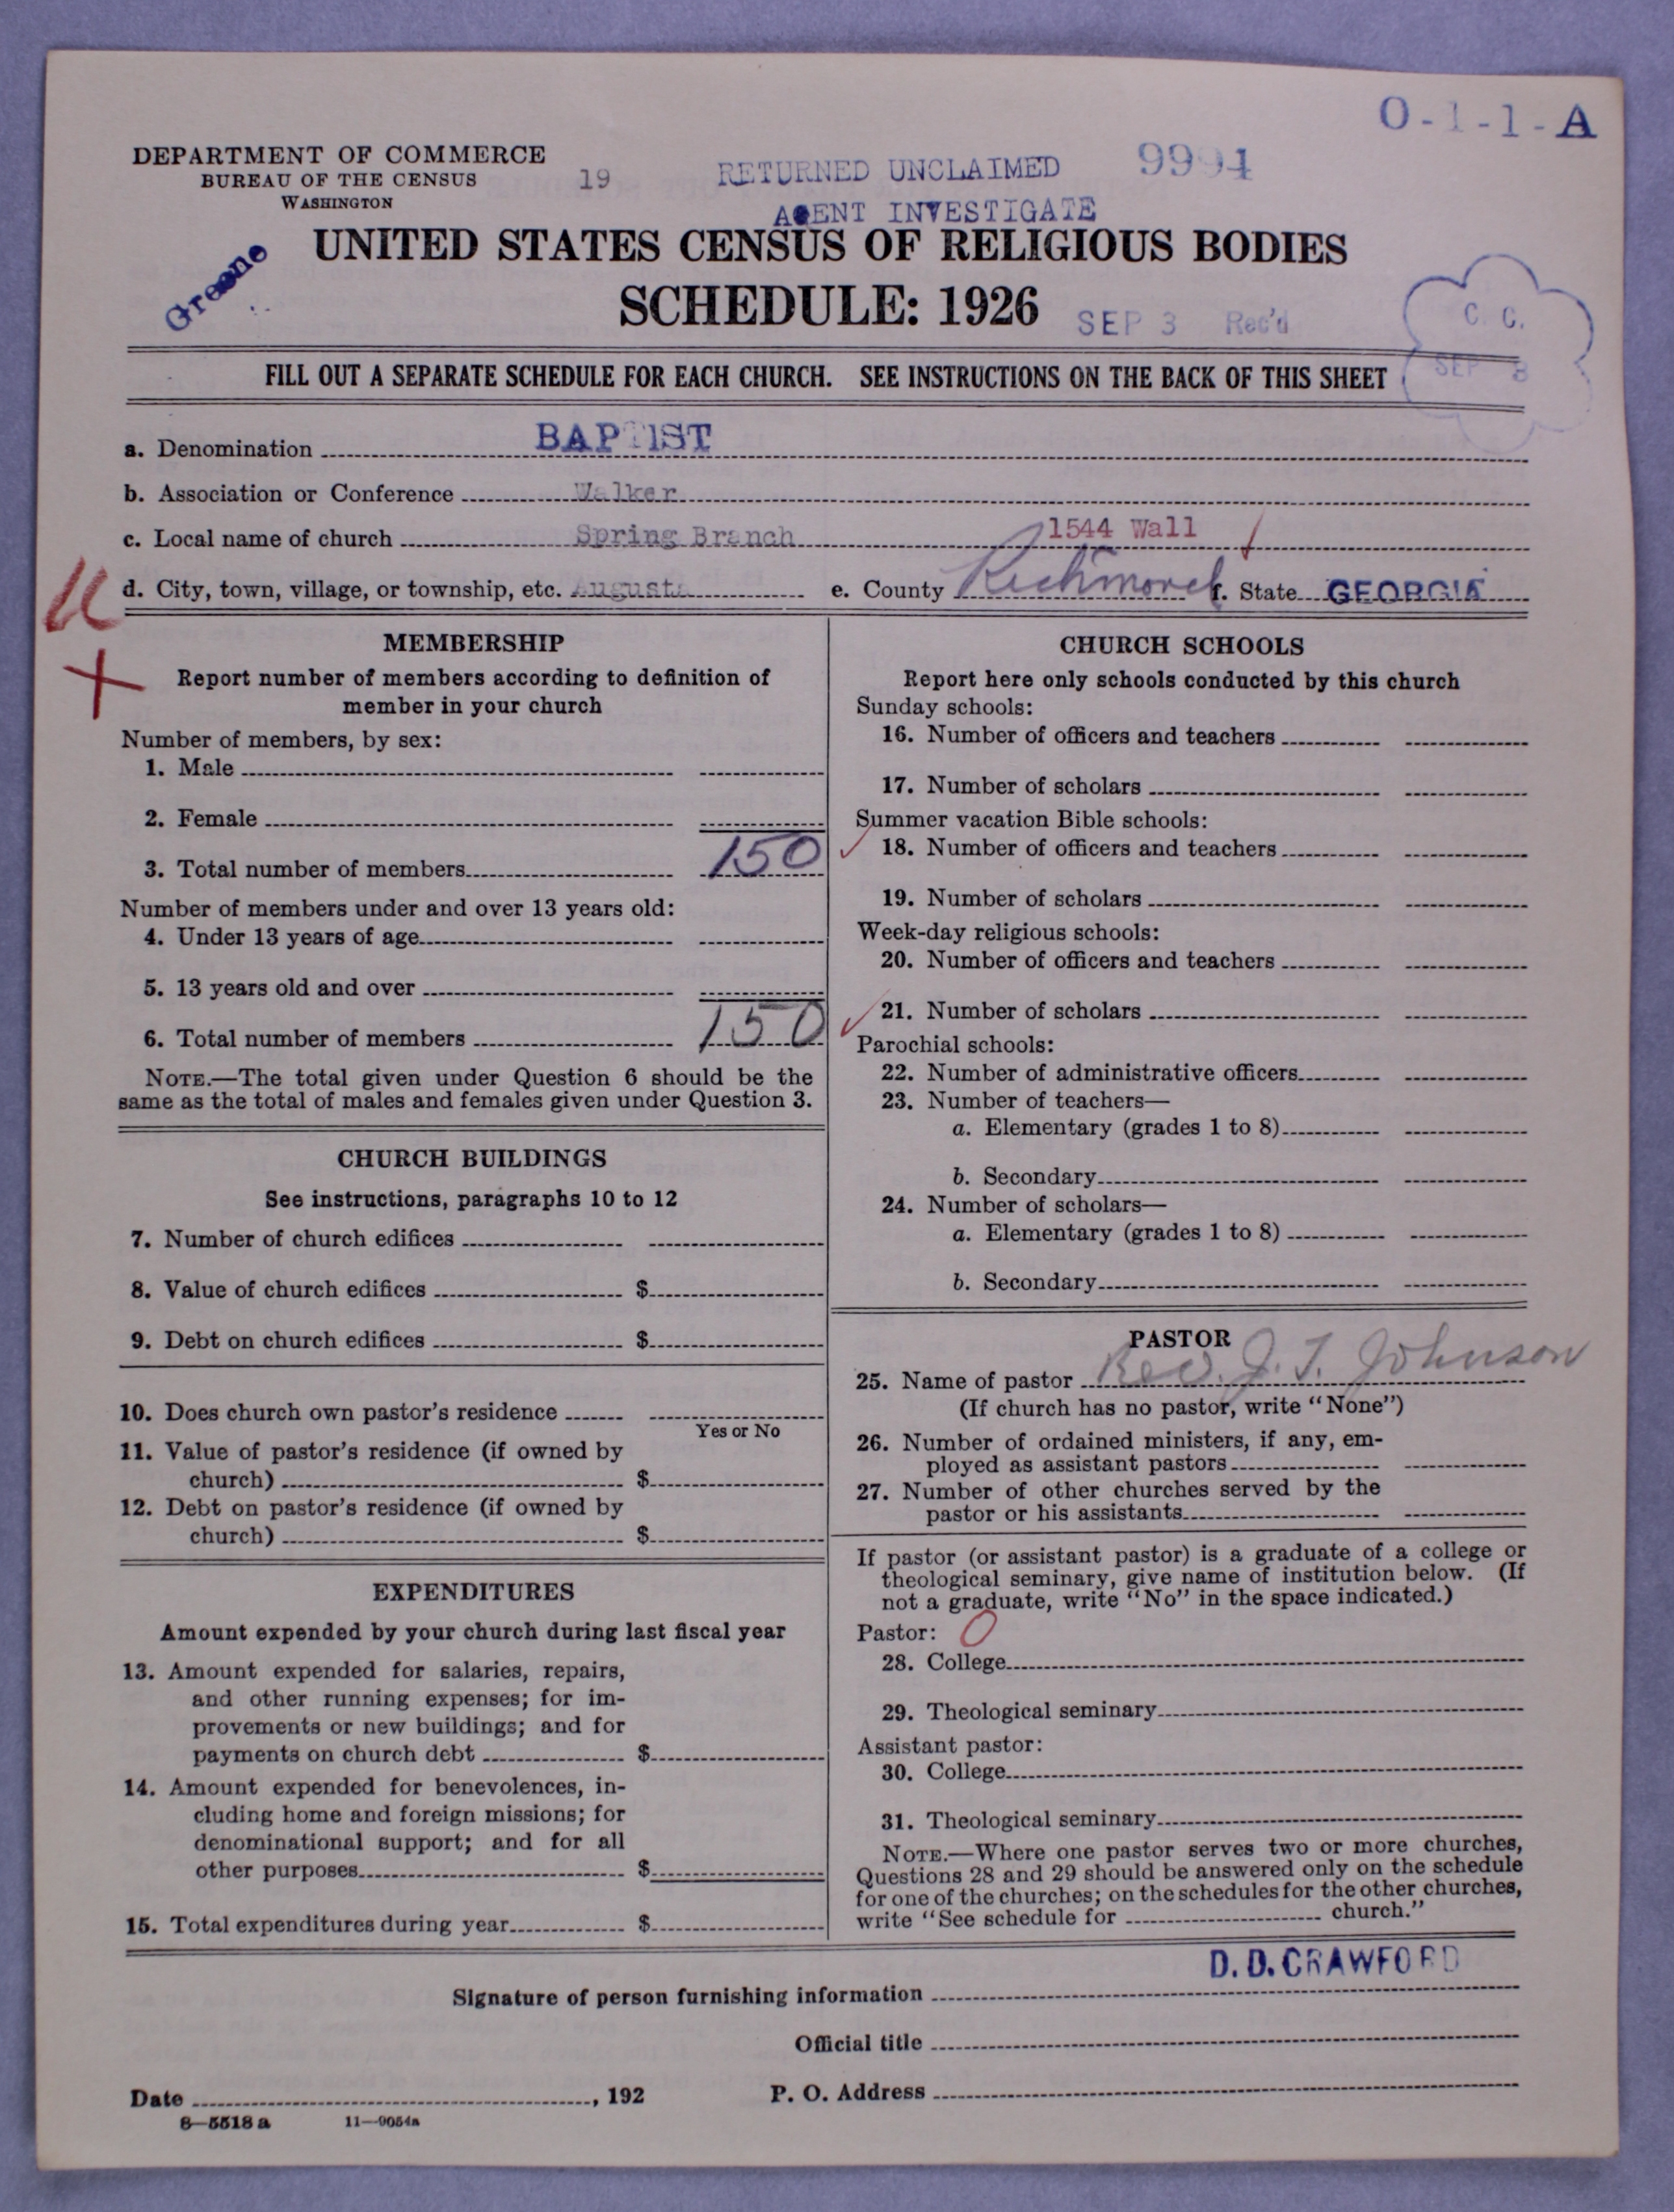 O-1-1-A
DEPARTMENT OF COMMERCE
BUREAU OF THE CENSUS
WASHINGTON
19
RETURNED UNCLAIMED
AGENT INVESTIGATE
9994
Greene
UNITED STATES CENSUS OF RELIGIOUS BODIES
SCHEDULE: 1926
SEP 3 Rec'd
C. C.
SEP 3
FILL OUT A SEPARATE SCHEDULE FOR EACH CHURCH. SEE INSTRUCTIONS ON THE BACK OF THIS SHEET
a. Denomination BAPTIST
b. Association or Conference Walker
c. Local name of church Spring Branch 1544 Wall
d. City, town, village, or township, etc. Augusta e. County Richmond f. State GEORGIA
MEMBERSHIP
Report number of members according to definition of
member in your church
Number of members, by sex:
1. Male
2. Female
3. Total number of members 150
Number of members under and over 13 years old:
4. Under 13 years of age
5. 13 years old and over
6. Total number of members 150
NOTE.—The total given under Question 6 should be the
same as the total of males and females given under Question 3.
CHURCH BUILDINGS
See instructions, paragraphs 10 to 12
7. Number of church edifices
8. Value of church edifices $
9. Debt on church edifices $
10. Does church own pastor's residence
Yes or No
11. Value of pastor's residence (if owned by
church) $
12. Debt on pastor's residence (if owned by
church) $
EXPENDITURES
Amount expended by your church during last fiscal year
13. Amount expended for salaries, repairs,
and other running expenses; for im-
provements or new buildings; and for
payments on church debt $
14. Amount expended for benevolences, in-
cluding home and foreign missions; for
denominational support; and for all
other purposes $
15. Total expenditures during year $
CHURCH SCHOOLS
Report here only schools conducted by this church
Sunday schools:
16. Number of officers and teachers
17. Number of scholars
Summer vacation Bible schools:
18. Number of officers and teachers
19. Number of scholars
Week-day religious schools:
20. Number of officers and teachers
21. Number of scholars
Parochial schools:
22. Number of administrative officers
23. Number of teachers—
a. Elementary (grades 1 to 8)
b. Secondary
24. Number of scholars—
a. Elementary (grades 1 to 8)
b. Secondary
PASTOR
25. Name of pastor Rev. J. T. Johnson
(If church has no pastor, write "None")
26. Number of ordained ministers, if any, em-
ployed as assistant pastors
27. Number of other churches served by the
pastor or his assistants
If pastor (or assistant pastor) is a graduate of a college or
theological seminary, give name of institution below. (If
not a graduate, write "No" in the space indicated.)
Pastor: 0
28. College
29. Theological seminary
Assistant pastor:
30. College
31. Theological seminary
NOTE.—Where one pastor serves two or more churches,
Questions 28 and 29 should be answered only on the schedule
for one of the churches; on the schedules for the other churches,
write "See schedule for church."
D. D. CRAWFORD
Signature of person furnishing information
Official title
Date , 192 P. O. Address
8—5518 a 11—9054a